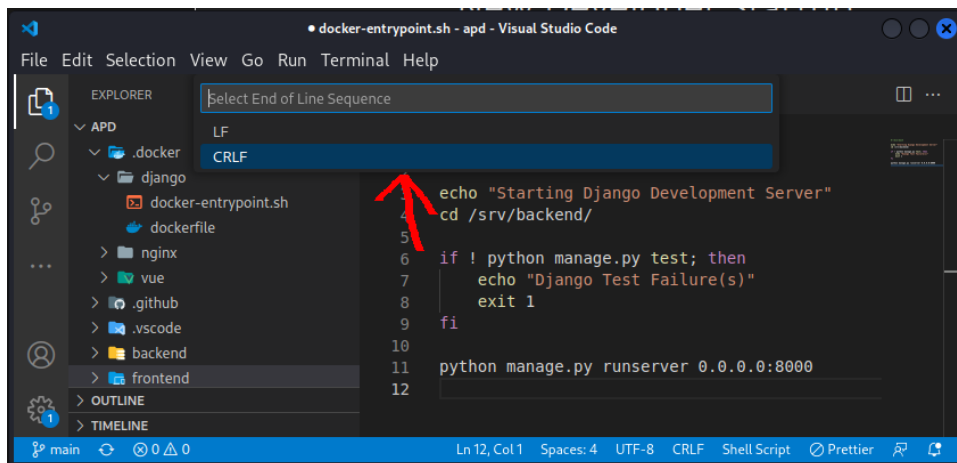 ● docker-entrypoint.sh - apd - Visual Studio Code
File Edit Selection View Go Run Terminal Help
EXPLORER
Select End of Line Sequence
LF
CRLF
APD
.docker
django
docker-entrypoint.sh
dockerfile
nginx
vue
.github
.vscode
backend
frontend
OUTLINE
TIMELINE
echo "Starting Django Development Server"
4 cd /srv/backend/
5
6 if ! python manage.py test; then
7 echo "Django Test Failure(s)"
8 exit 1
9 fi
10
11 python manage.py runserver 0.0.0.0:8000
12
1
1
main 0 0 Ln 12, Col 1 Spaces: 4 UTF-8 CRLF Shell Script Prettier